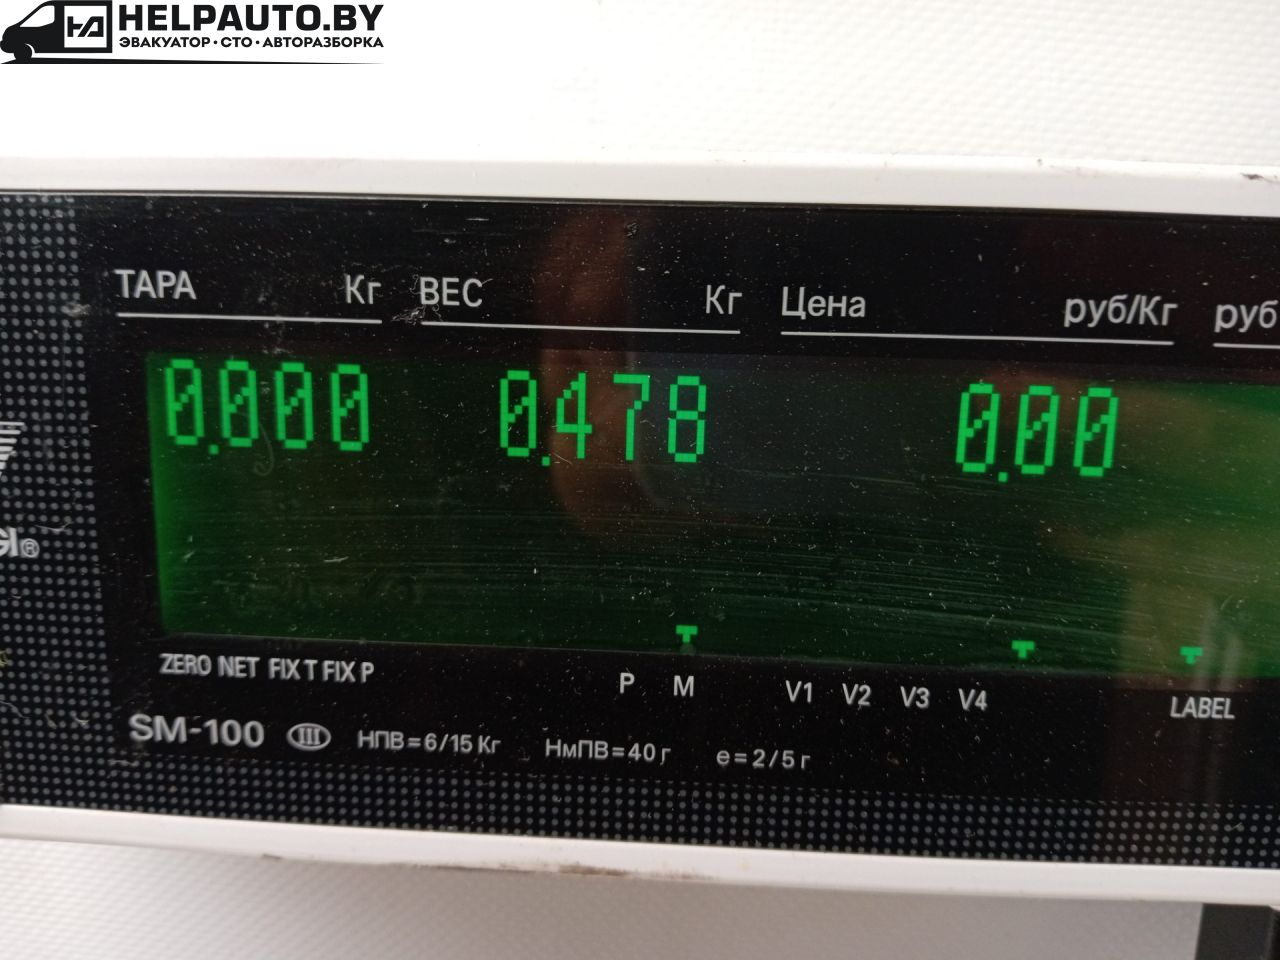 HELPAUTO.BY
ЭВАКУАТОР·СТО·АВТОРАЗБОРКА
ТАРА Кг ВЕС Кг Цена руб/Кг руб
0.000 0.478 0.00
GI®
ZERO NET FIX T FIX P P M V1 V2 V3 V4 LABEL
SM-100 III НПВ=6/15 Кг НмПВ=40 г e=2/5 г